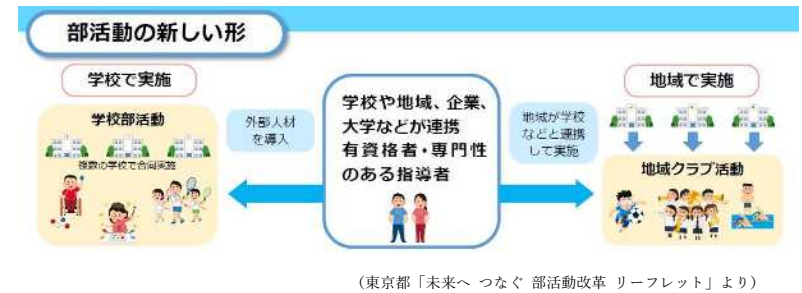 部活動の新しい形
学校で実施
学校部活動
複数の学校で合同実施
外部人材
を導入
学校や地域、企業、
大学などが連携
有資格者・専門性
のある指導者
地域が学校
などと連携
して実施
地域で実施
地域クラブ活動
（東京都「未来へ つなぐ 部活動改革 リーフレット」より）